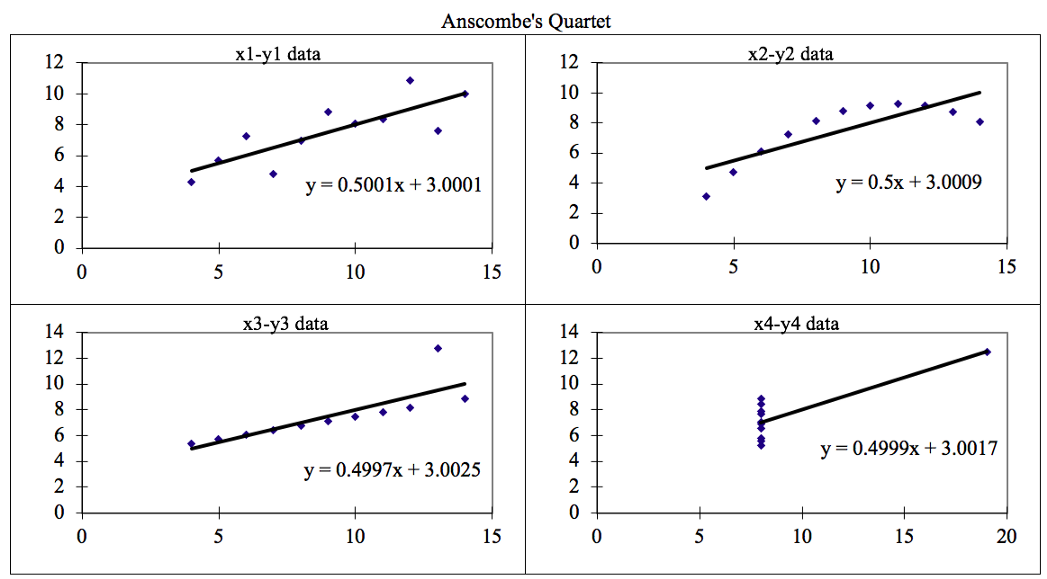 Anscombe's Quartet
x1-y1 data
12
10
8
6
4
2
0
y = 0.5001x + 3.0001
0 5 10 15
x2-y2 data
12
10
8
6
4
2
0
y = 0.5x + 3.0009
0 5 10 15
x3-y3 data
14
12
10
8
6
4
2
0
y = 0.4997x + 3.0025
0 5 10 15
x4-y4 data
14
12
10
8
6
4
2
0
y = 0.4999x + 3.0017
0 5 10 15 20